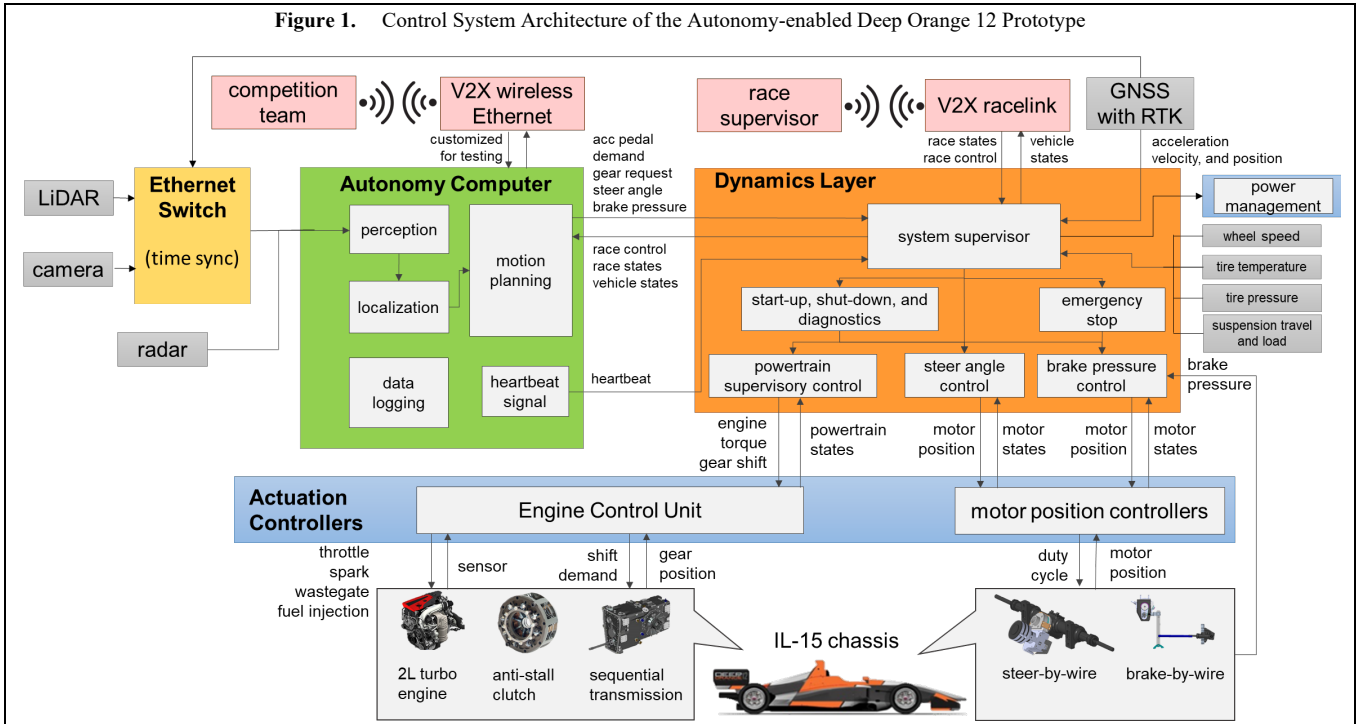 Figure 1. Control System Architecture of the Autonomy-enabled Deep Orange 12 Prototype
competition
team
V2X wireless
Ethernet
race
supervisor
V2X racelink
GNSS
with RTK
customized
for testing
acc pedal
demand
gear request
steer angle
brake pressure
race states
race control
vehicle
states
acceleration
velocity, and position
LiDAR
camera
radar
Ethernet
Switch
(time sync)
Autonomy Computer
perception
localization
motion
planning
data
logging
heartbeat
signal
race control
race states
vehicle states
heartbeat
Dynamics Layer
system supervisor
start-up, shut-down, and
diagnostics
emergency
stop
powertrain
supervisory control
steer angle
control
brake pressure
control
power
management
wheel speed
tire temperature
tire pressure
suspension travel
and load
brake
pressure
engine
torque
gear shift
powertrain
states
motor
position
motor
states
motor
position
motor
states
Actuation
Controllers
Engine Control Unit
motor position controllers
throttle
spark
wastegate
fuel injection
sensor
shift
demand
gear
position
duty
cycle
motor
position
2L turbo
engine
anti-stall
clutch
sequential
transmission
IL-15 chassis
steer-by-wire
brake-by-wire